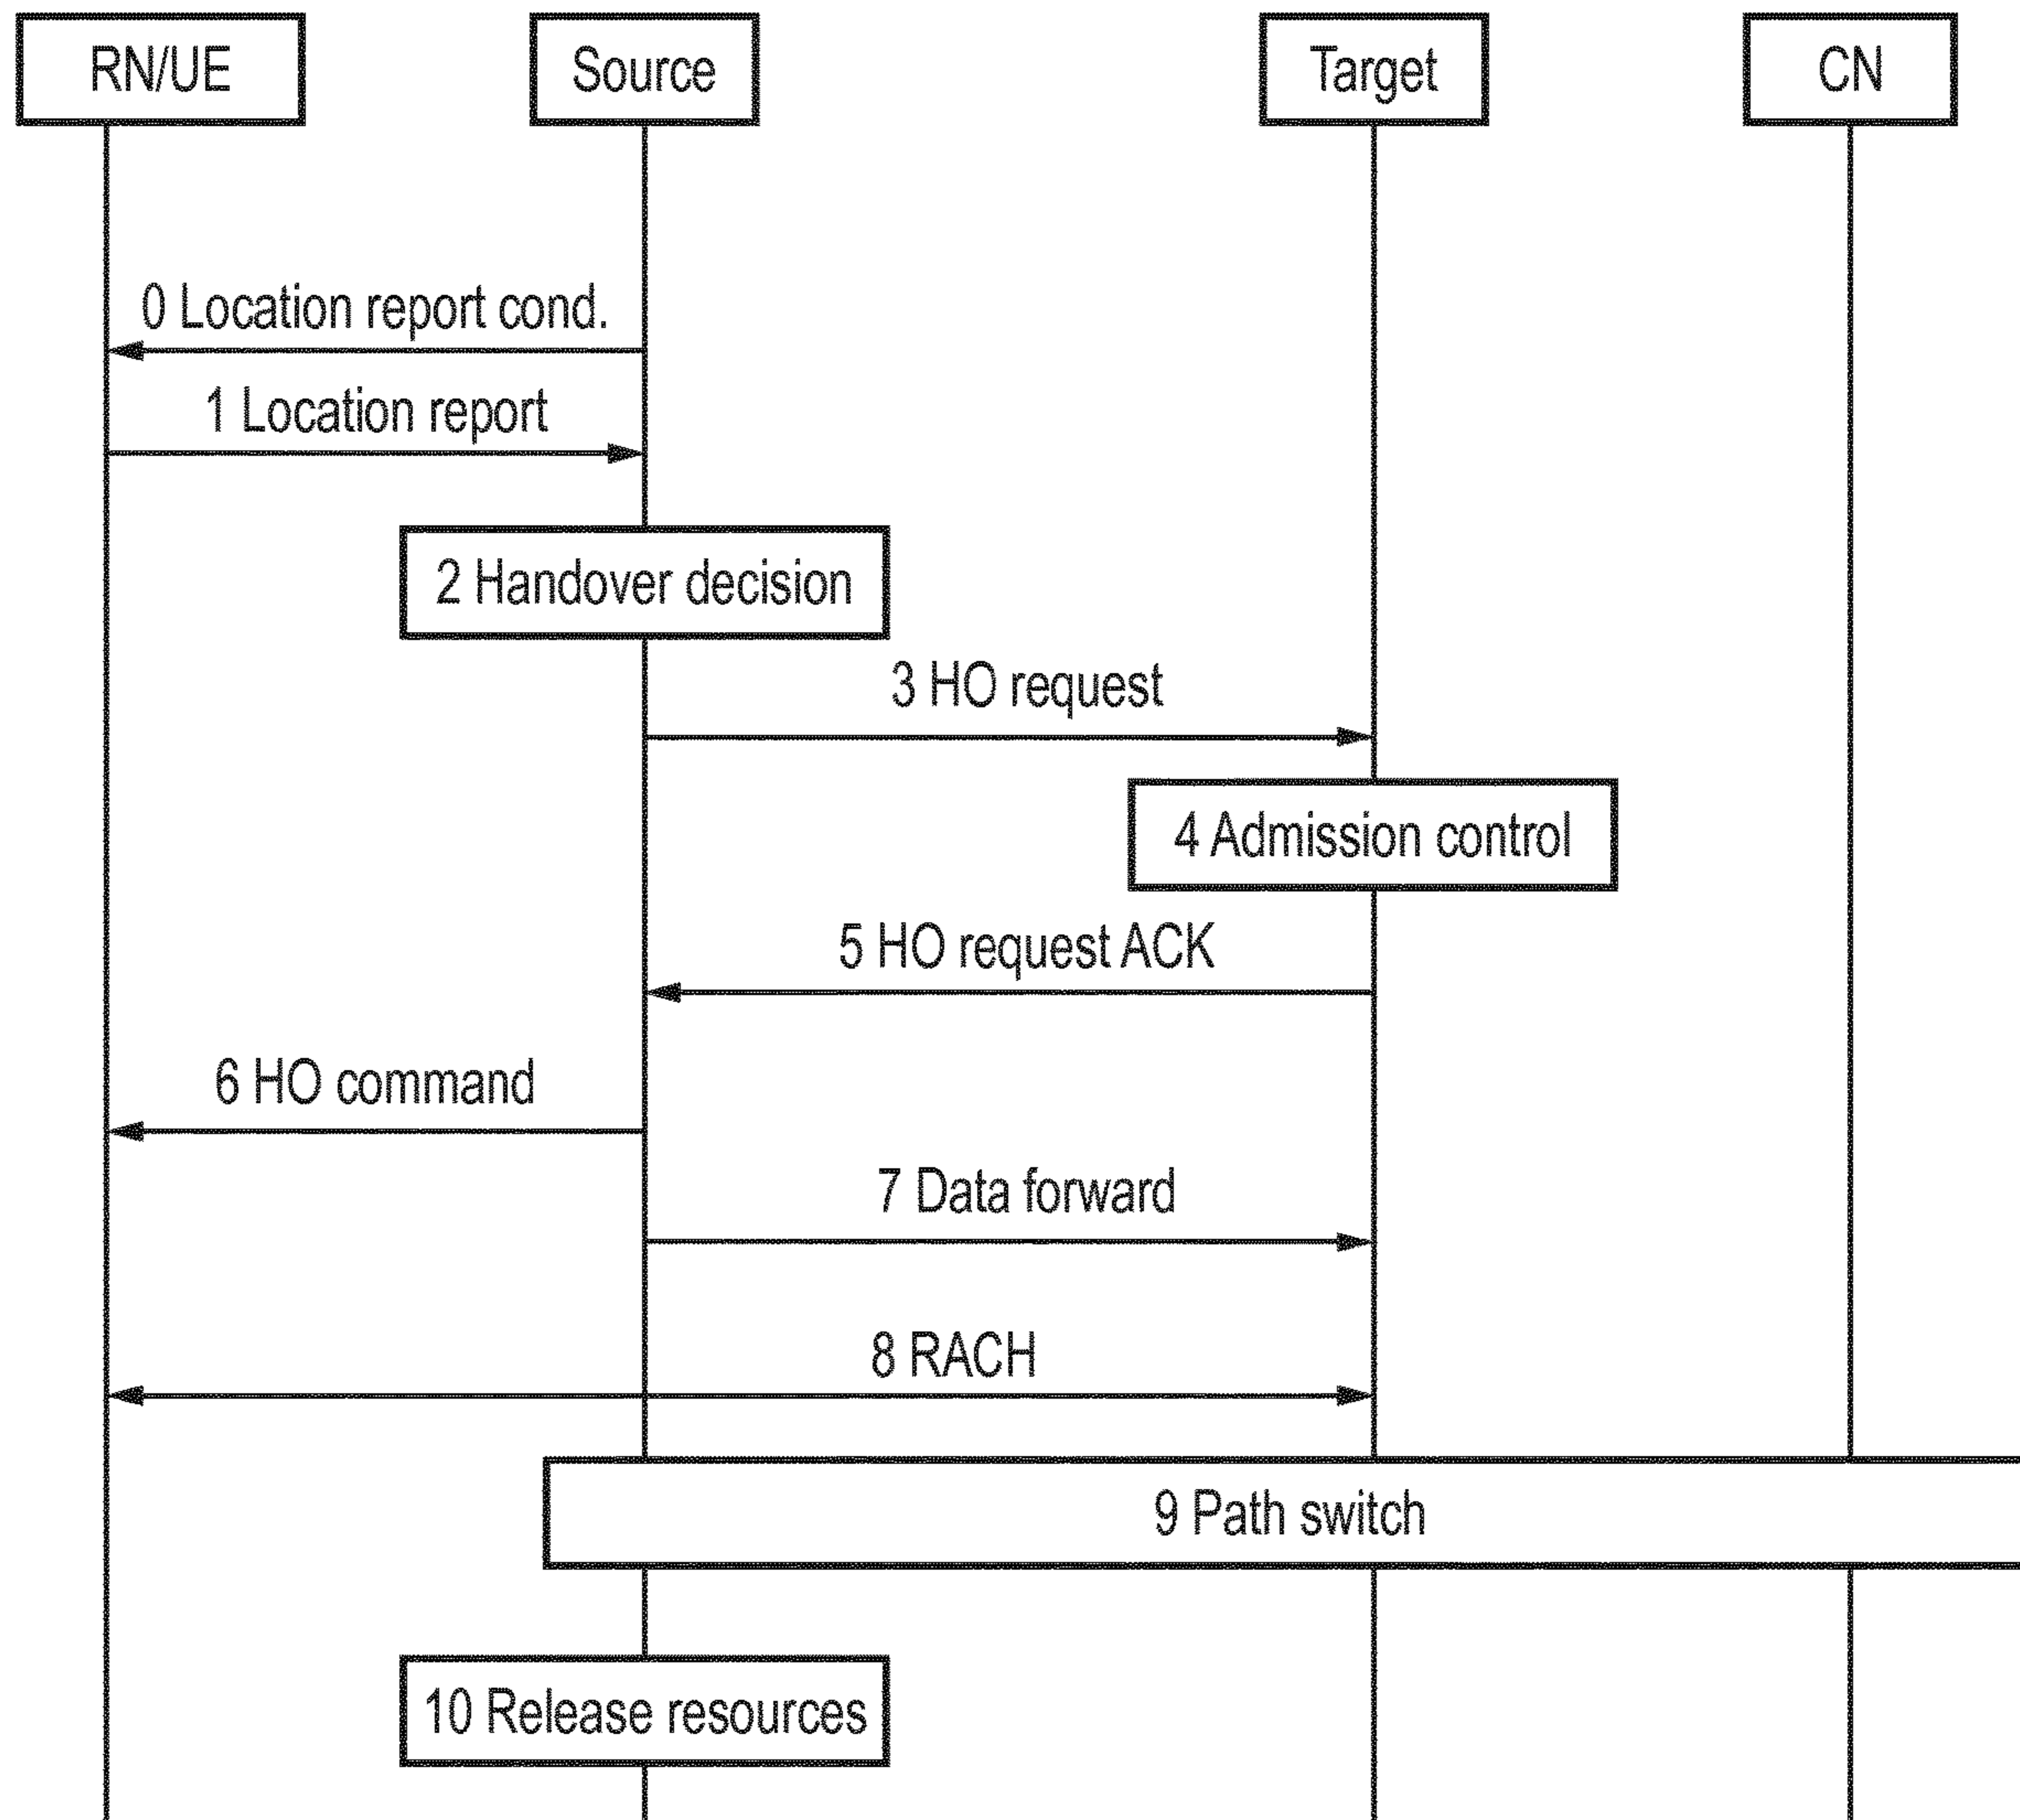 RN/UE
Source
Target
CN
0 Location report cond.
1 Location report
2 Handover decision
3 HO request
4 Admission control
5 HO request ACK
6 HO command
7 Data forward
8 RACH
9 Path switch
10 Release resources